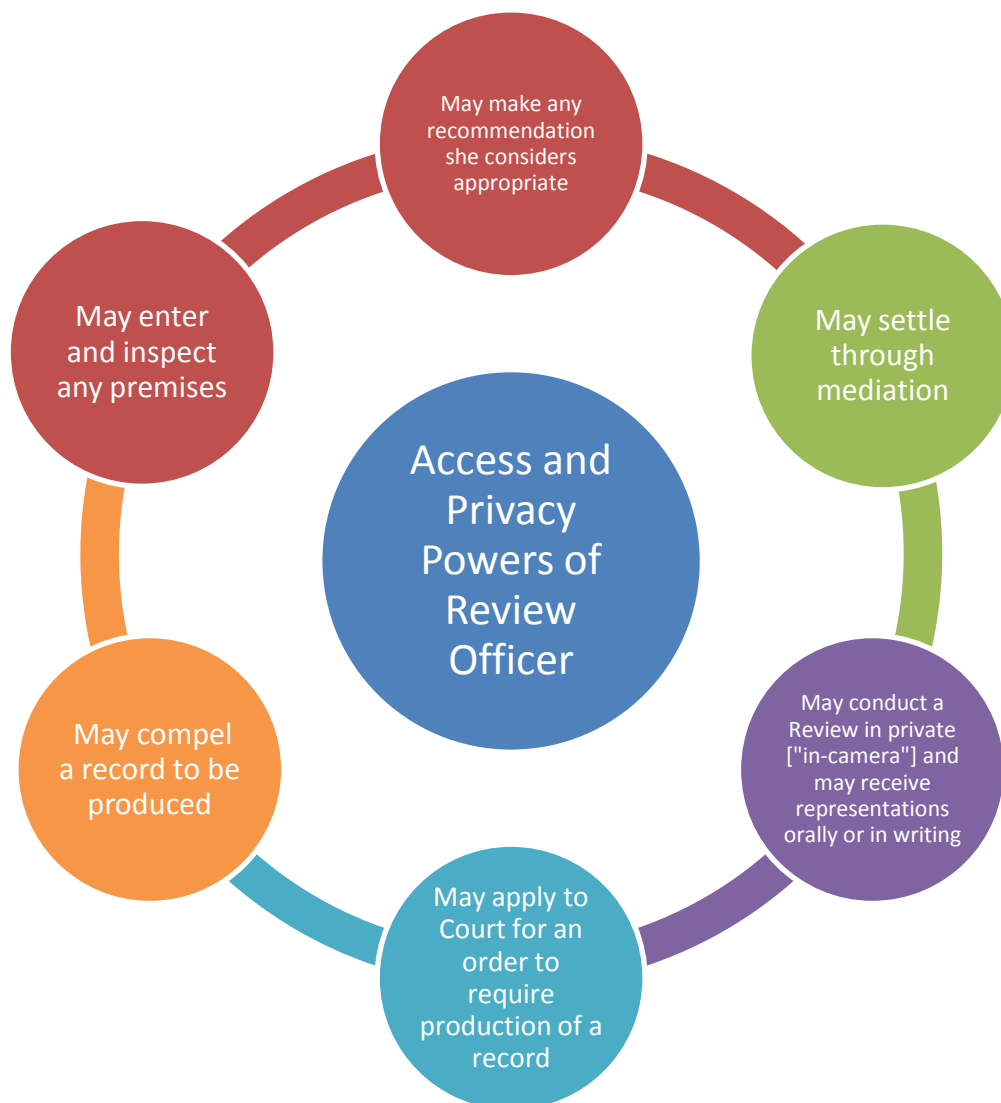 May make any
recommendation
she considers
appropriate
May enter
and inspect
any premises
May settle
through
mediation
Access and
Privacy
Powers of
Review
Officer
May compel
a record to be
produced
May conduct a
Review in private
["in-camera"] and
may receive
representations
orally or in writing
May apply to
Court for an
order to
require
production of a
record